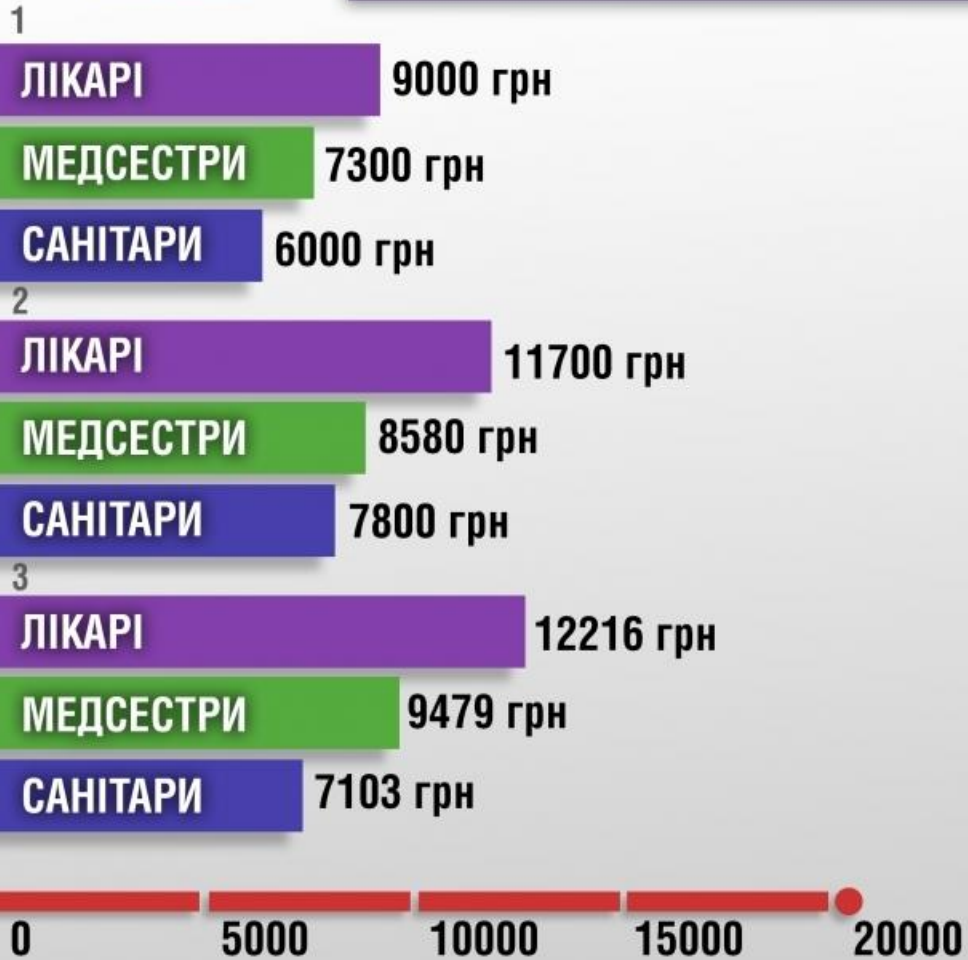 1
ЛІКАРІ 9000 грн
МЕДСЕСТРИ 7300 грн
САНІТАРИ 6000 грн
2
ЛІКАРІ 11700 грн
МЕДСЕСТРИ 8580 грн
САНІТАРИ 7800 грн
3
ЛІКАРІ 12216 грн
МЕДСЕСТРИ 9479 грн
САНІТАРИ 7103 грн
0 5000 10000 15000 20000